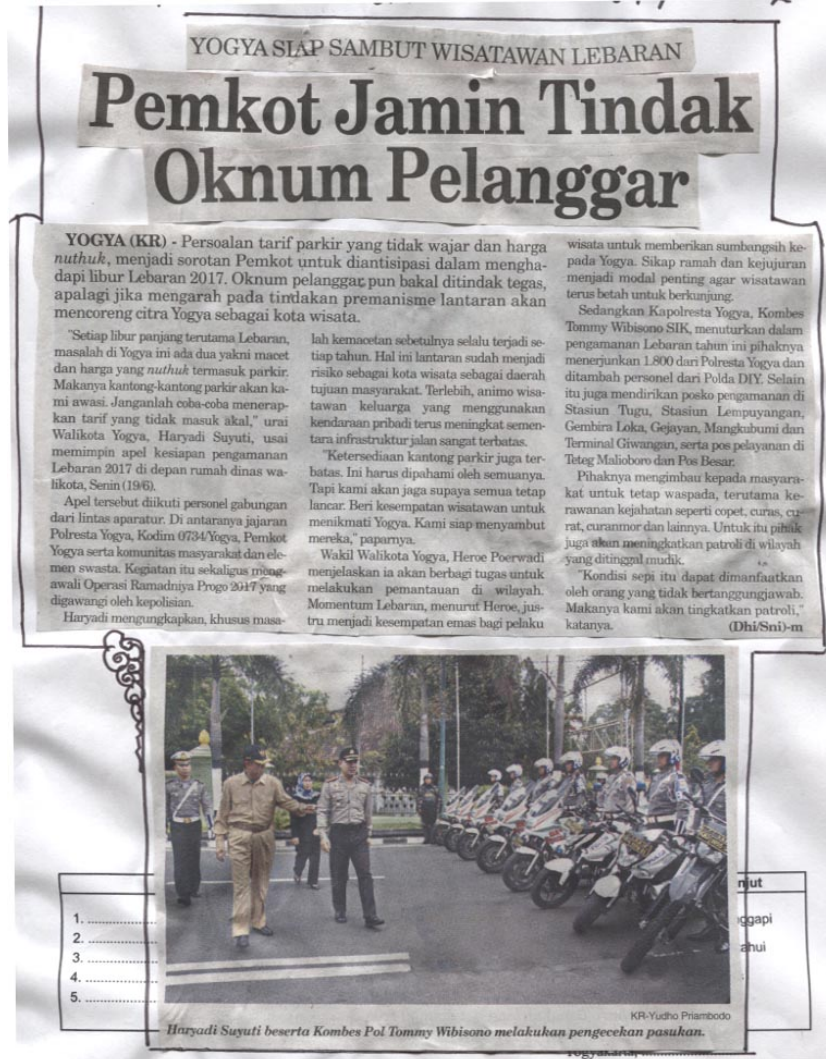 YOGYA SIAP SAMBUT WISATAWAN LEBARAN
Pemkot Jamin Tindak
Oknum Pelanggar
YOGYA (KR) - Persoalan tarif parkir yang tidak wajar dan harga
nuthuk, menjadi sorotan Pemkot untuk diantisipasi dalam mengha-
dapi libur Lebaran 2017. Oknum pelanggar pun bakal ditindak tegas,
apalagi jika mengarah pada tindakan premanisme lantaran akan
mencoreng citra Yogya sebagai kota wisata.
"Setiap libur panjang terutama Lebaran,
masalah di Yogya ini ada dua yakni macet
dan harga yang nuthuk termasuk parkir.
Makanya kantong-kantong parkir akan ka-
mi awasi. Janganlah coba-coba menerap-
kan tarif yang tidak masuk akal," urai
Walikota Yogya, Haryadi Suyuti, usai
memimpin apel kesiapan pengamanan
Lebaran 2017 di depan rumah dinas wa-
likota, Senin (19/6).
Apel tersebut diikuti personel gabungan
dari lintas aparatur. Di antaranya jajaran
Polresta Yogya, Kodim 0734/Yogya, Pemkot
Yogya serta komunitas masyarakat dan ele-
men swasta. Kegiatan itu sekaligus meng-
awali Operasi Ramadniya Progo 2017 yang
digawangi oleh kepolisian.
Haryadi mengungkapkan, khusus masa-
lah kemacetan sebetulnya selalu terjadi se-
tiap tahun. Hal ini lantaran sudah menjadi
risiko sebagai kota wisata sebagai daerah
tujuan masyarakat. Terlebih, animo wisa-
tawan keluarga yang menggunakan
kendaraan pribadi terus meningkat semen-
tara infrastruktur jalan sangat terbatas.
"Ketersediaan kantong parkir juga ter-
batas. Ini harus dipahami oleh semuanya.
Tapi kami akan jaga supaya semua tetap
lancar. Beri kesempatan wisatawan untuk
menikmati Yogya. Kami siap menyambut
mereka," paparnya.
Wakil Walikota Yogya, Heroe Poerwadi
menjelaskan ia akan berbagi tugas untuk
melakukan pemantauan di wilayah.
Momentum Lebaran, menurut Heroe, jus-
tru menjadi kesempatan emas bagi pelaku
wisata untuk memberikan sumbangsih ke-
pada Yogya. Sikap ramah dan kejujuran
menjadi modal penting agar wisatawan
terus betah untuk berkunjung.
Sedangkan Kapolresta Yogya, Kombes
Tommy Wibisono SIK, menuturkan dalam
pengamanan Lebaran tahun ini pihaknya
menerjunkan 1.800 dari Polresta Yogya dan
ditambah personel dari Polda DIY. Selain
itu juga mendirikan posko pengamanan di
Stasiun Tugu, Stasiun Lempuyangan,
Gembira Loka, Gejayan, Mangkubumi dan
Terminal Giwangan, serta pos pelayanan di
Teteg Malioboro dan Pos Besar.
Pihaknya mengimbau kepada masyara-
kat untuk tetap waspada, terutama ke-
rawanan kejahatan seperti copet, curas, cu-
rat, curanmor dan lainnya. Untuk itu pihak
juga akan meningkatkan patroli di wilayah
yang ditinggal mudik.
"Kondisi sepi itu dapat dimanfaatkan
oleh orang yang tidak bertanggungjawab.
Makanya kami akan tingkatkan patroli,"
katanya. (Dhi/Sni)-m
njut
1. ggapi
2.
3. ahui
4.
5.
KR-Yudho Priambodo
Haryadi Suyuti beserta Kombes Pol Tommy Wibisono melakukan pengecekan pasukan.